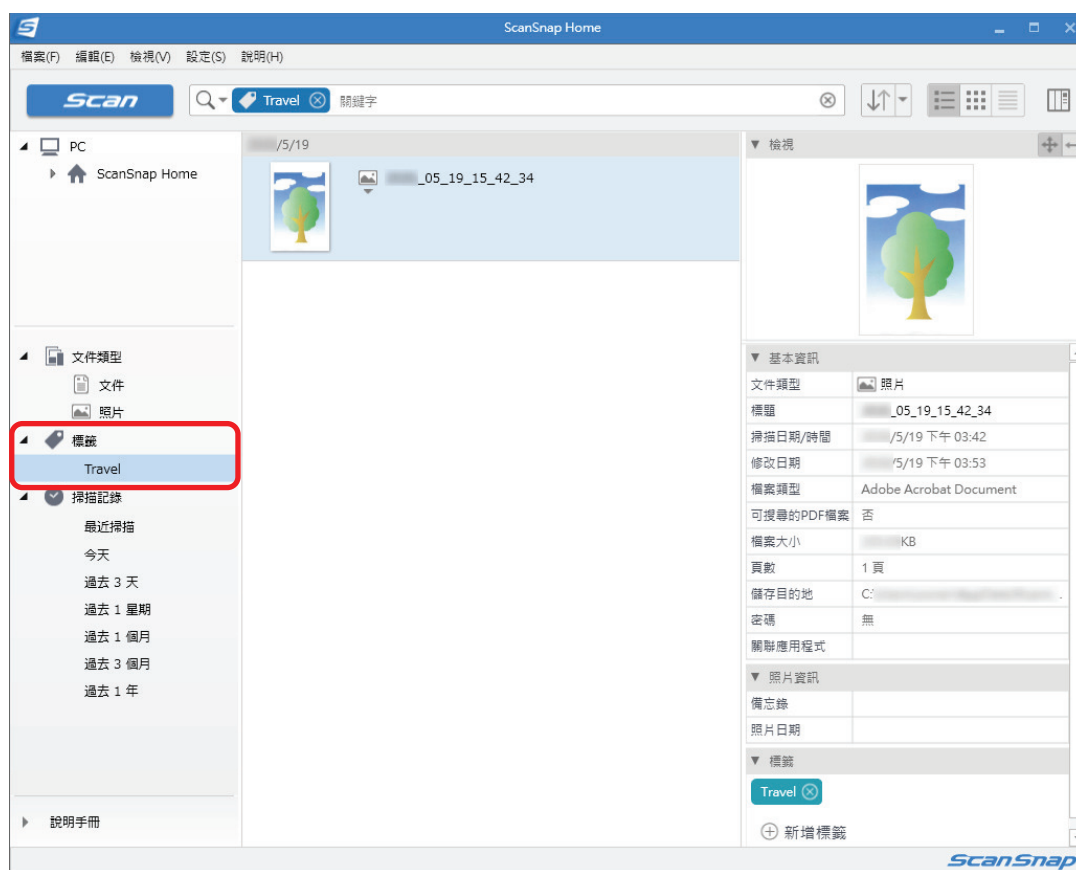 ScanSnap Home
檔案(F) 編輯(E) 檢視(V) 設定(S) 說明(H)
Scan
Travel 關鍵字
PC
ScanSnap Home
文件類型
文件
照片
標籤
Travel
掃描記錄
最近掃描
今天
過去 3 天
過去 1 星期
過去 1 個月
過去 3 個月
過去 1 年
說明手冊
/5/19
_05_19_15_42_34
檢視
基本資訊
文件類型 照片
標題 _05_19_15_42_34
掃描日期/時間 /5/19 下午 03:42
修改日期 /5/19 下午 03:53
檔案類型 Adobe Acrobat Document
可搜尋的PDF檔案 否
檔案大小 KB
頁數 1 頁
儲存目的地 C:
密碼 無
關聯應用程式
照片資訊
備忘錄
照片日期
標籤
Travel
新增標籤
ScanSnap